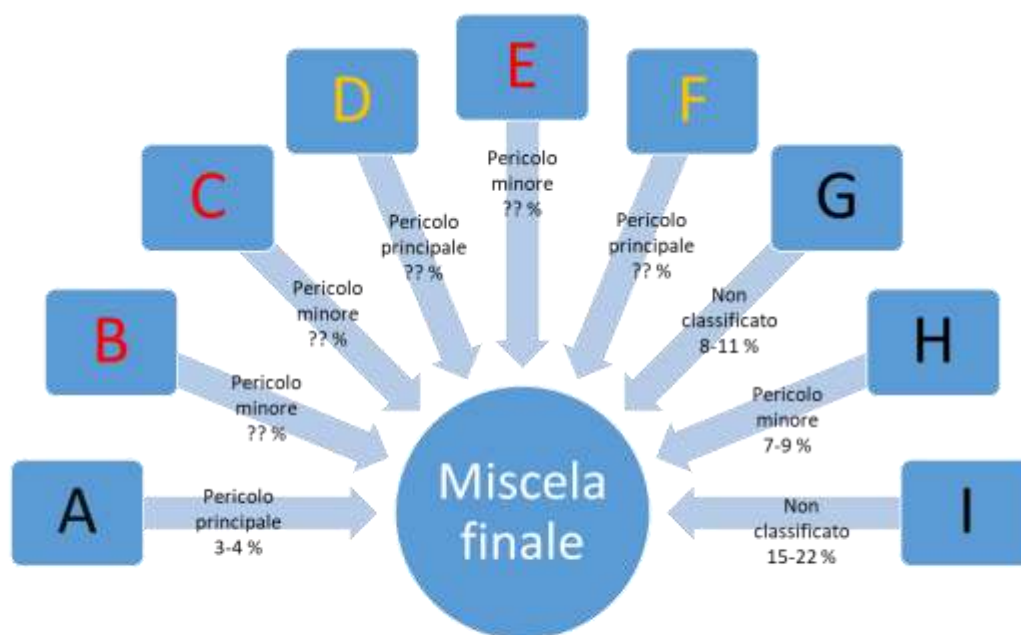 E
D
F
Pericolo
minore
?? %
C
G
Pericolo
principale
?? %
Pericolo
principale
?? %
Pericolo
minore
?? %
Non
classificato
8-11 %
B
H
Pericolo
minore
?? %
Pericolo
minore
7-9 %
A
Pericolo
principale
3-4 %
Miscela
finale
Non
classificato
15-22 %
I